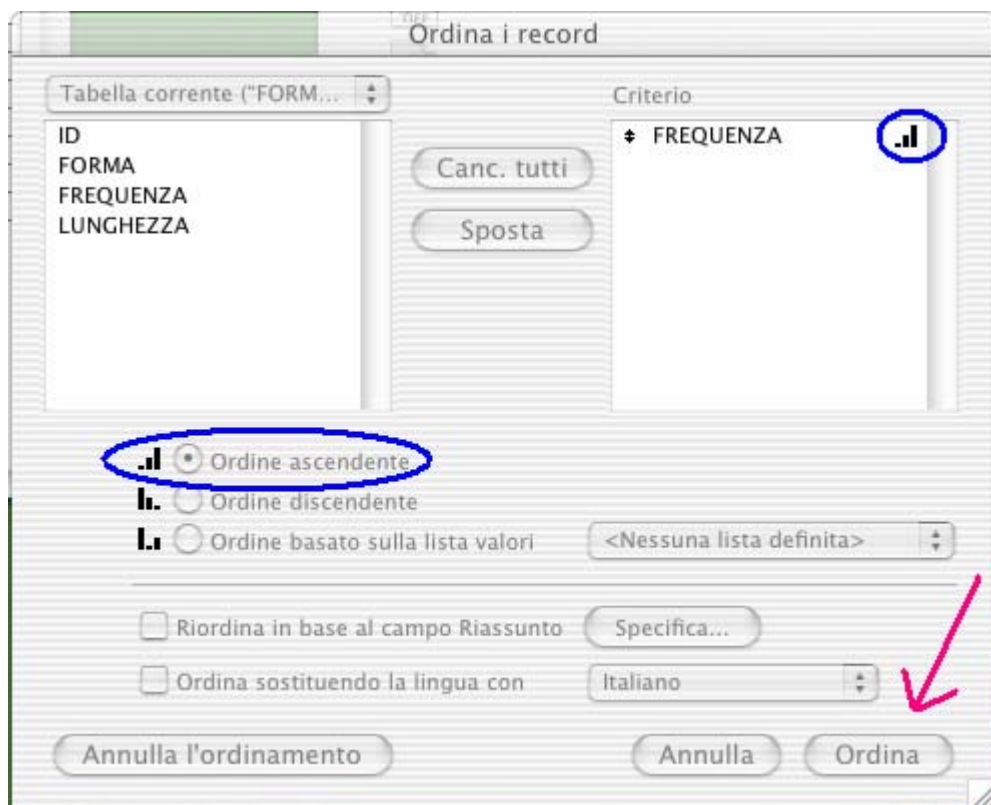 OFF
Ordina i record
Tabella corrente ("FORM...
Criterio
ID
FORMA
FREQUENZA
LUNGHEZZA
Canc. tutti
Sposta
FREQUENZA
Ordine ascendente
Ordine discendente
Ordine basato sulla lista valori
<Nessuna lista definita>
Riordina in base al campo Riassunto
Specifica...
Ordina sostituendo la lingua con
Italiano
Annulla l'ordinamento
Annulla
Ordina